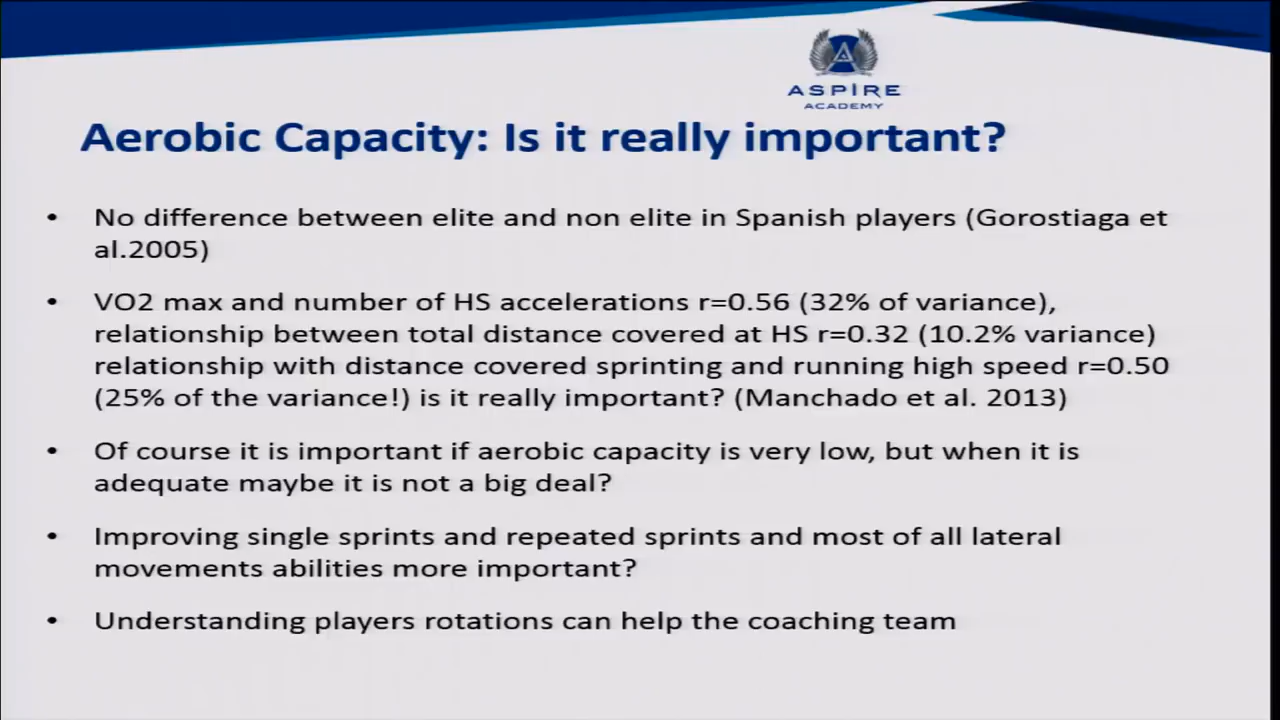 ASPIRE
ACADEMY
Aerobic Capacity: Is it really important?
• No difference between elite and non elite in Spanish players (Gorostiaga et
al.2005)
• VO2 max and number of HS accelerations r=0.56 (32% of variance),
relationship between total distance covered at HS r=0.32 (10.2% variance)
relationship with distance covered sprinting and running high speed r=0.50
(25% of the variance!) is it really important? (Manchado et al. 2013)
• Of course it is important if aerobic capacity is very low, but when it is
adequate maybe it is not a big deal?
• Improving single sprints and repeated sprints and most of all lateral
movements abilities more important?
• Understanding players rotations can help the coaching team